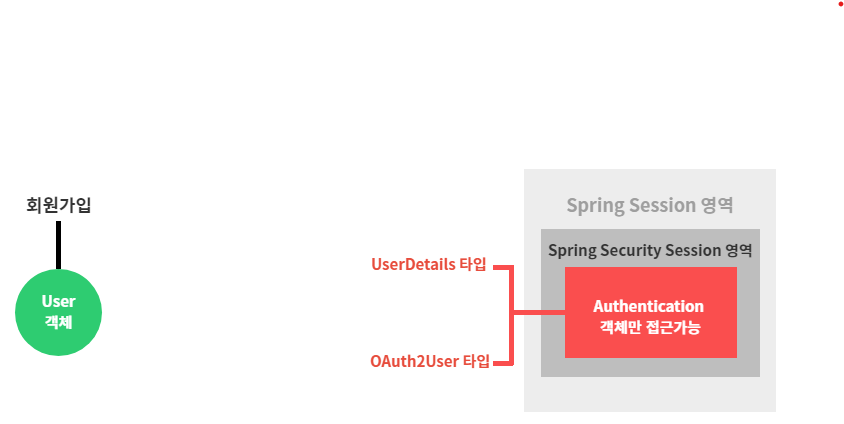 회원가입
User
객체
UserDetails 타입
OAuth2User 타입
Spring Session 영역
Spring Security Session 영역
Authentication
객체만 접근가능